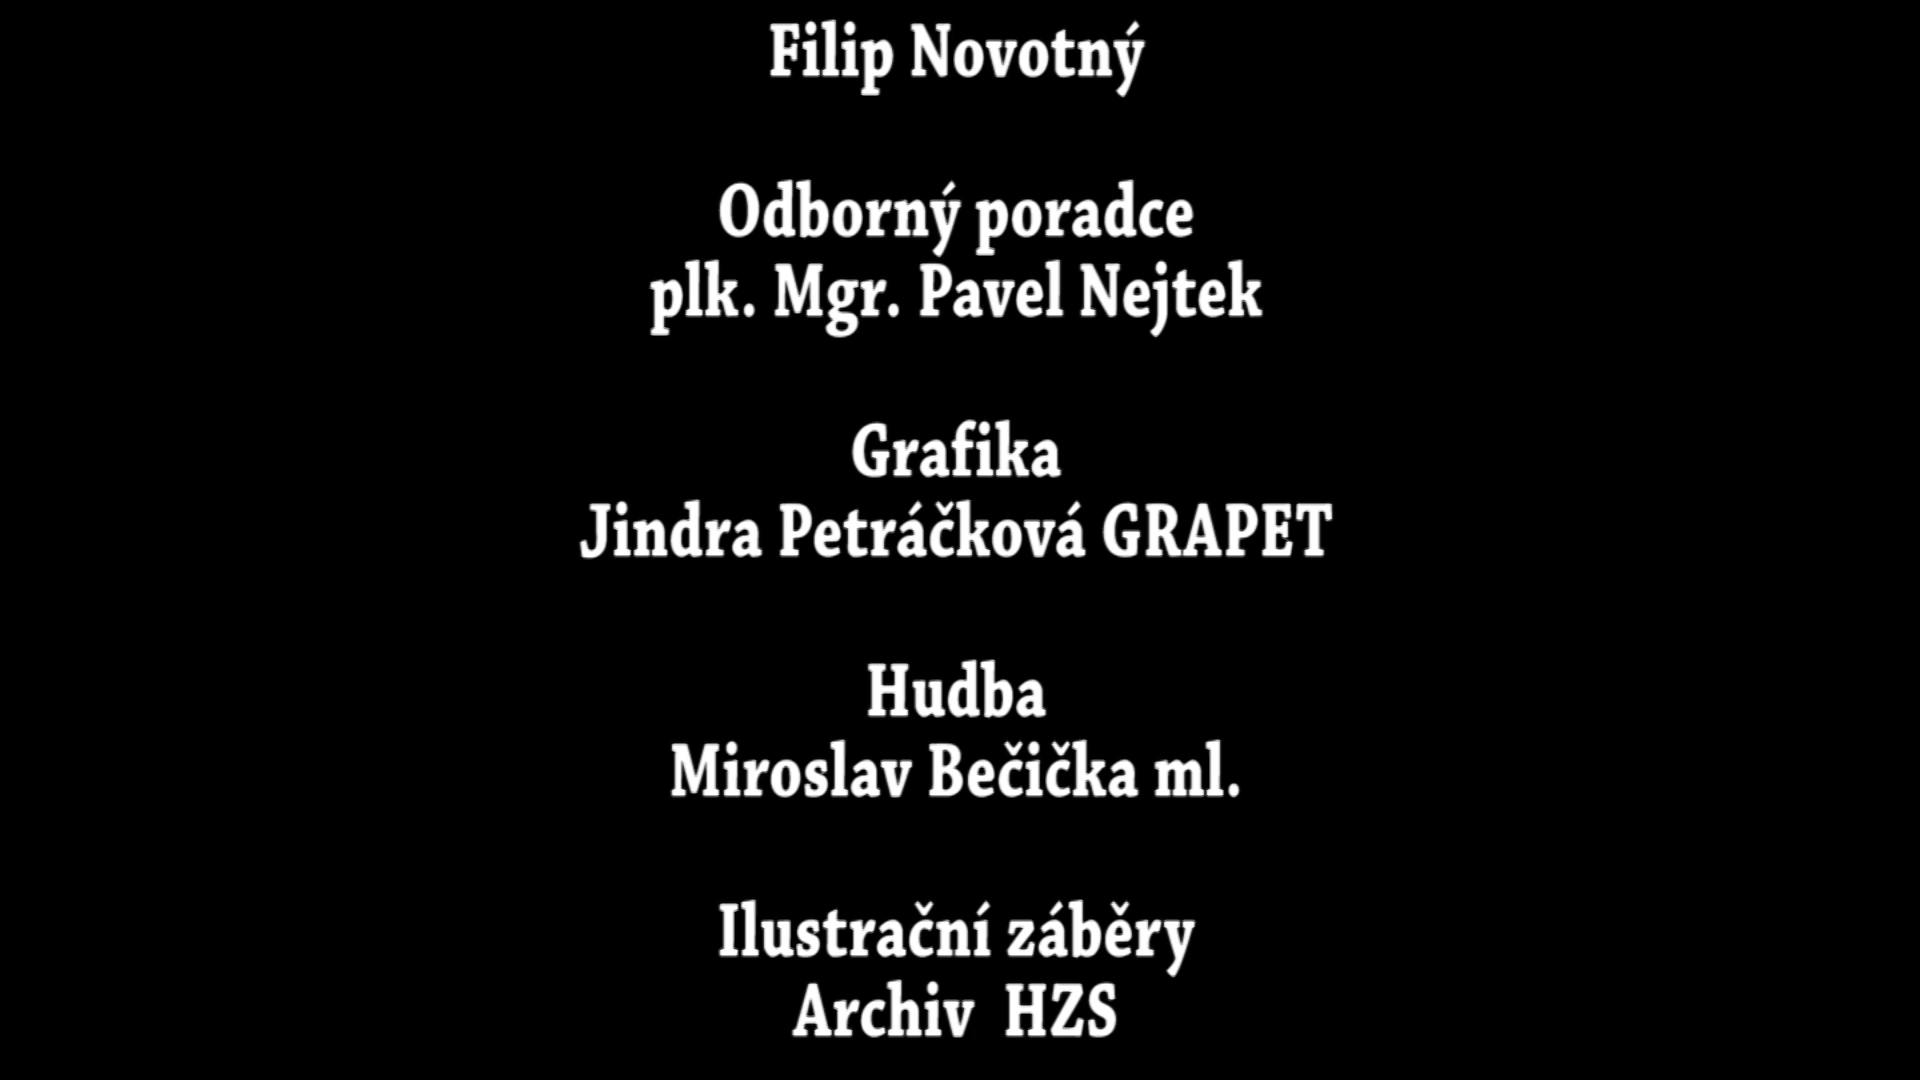 Filip Novotný
Odborný poradce
plk. Mgr. Pavel Nejtek
Grafika
Jindra Petráčková GRAPET
Hudba
Miroslav Bečička ml.
Ilustrační záběry
Archiv  HZS